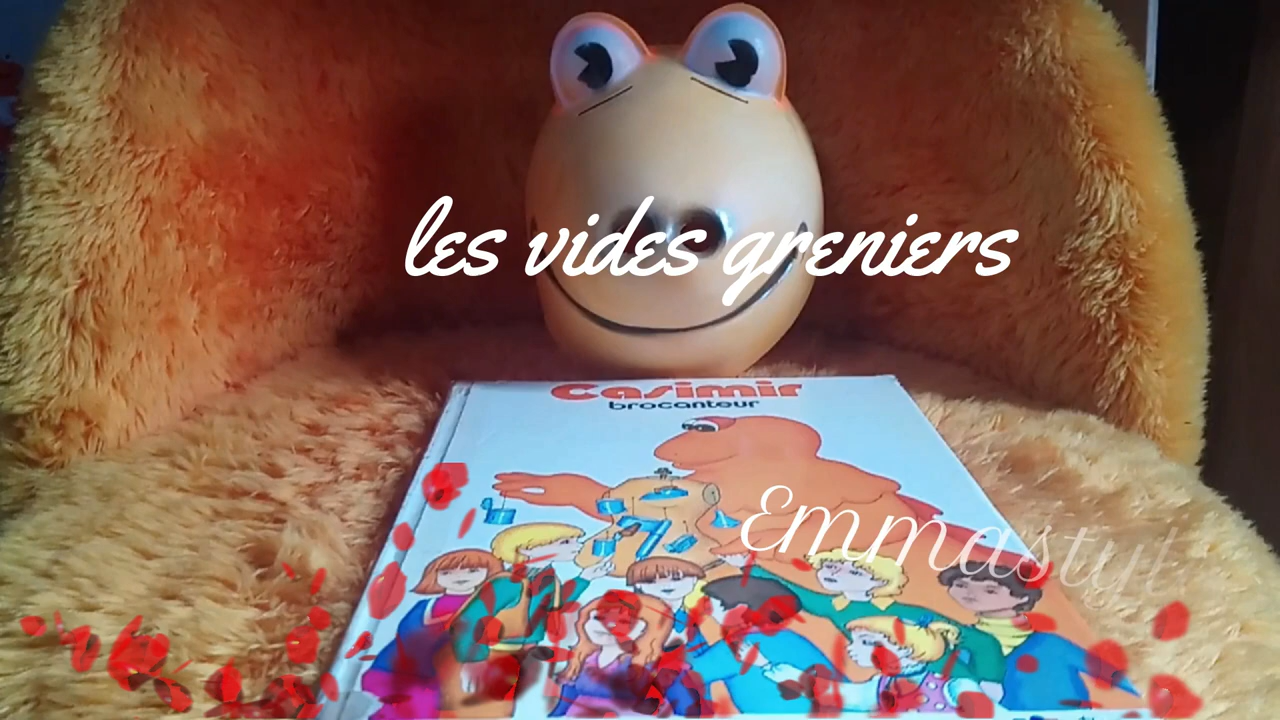 les vides greniers
Casimir
brocanteur
Emmastyl